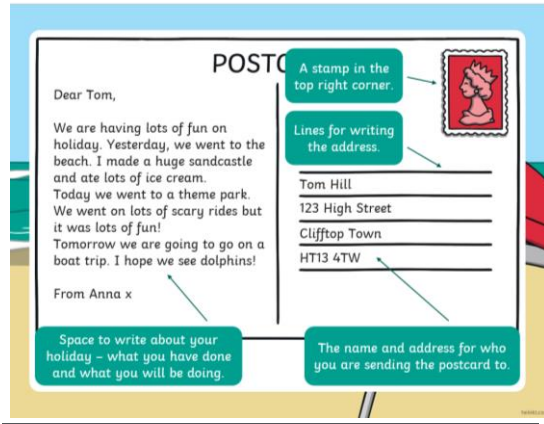 POSTC
A stamp in the
top right corner.
Dear Tom,
We are having lots of fun on
holiday. Yesterday, we went to the
beach. I made a huge sandcastle
and ate lots of ice cream.
Today we went to a theme park.
We went on lots of scary rides but
it was lots of fun!
Tomorrow we are going to go on a
boat trip. I hope we see dolphins!
From Anna x
Lines for writing
the address.
Tom Hill
123 High Street
Clifftop Town
HT13 4TW
Space to write about your
holiday – what you have done
and what you will be doing.
The name and address for who
you are sending the postcard to.